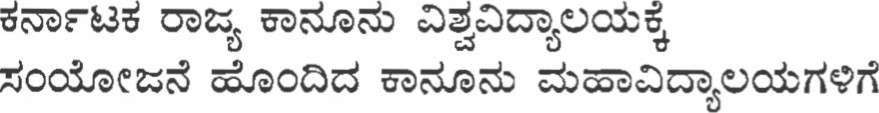 ಕರ್ನಾಟಕ ರಾಜ್ಯ ಕಾನೂನು ವಿಶ್ವವಿದ್ಯಾಲಯಕ್ಕೆ
ಸಂಯೋಜನೆ ಹೊಂದಿದ ಕಾನೂನು ಮಹಾವಿದ್ಯಾಲಯಗಳಿಗೆ